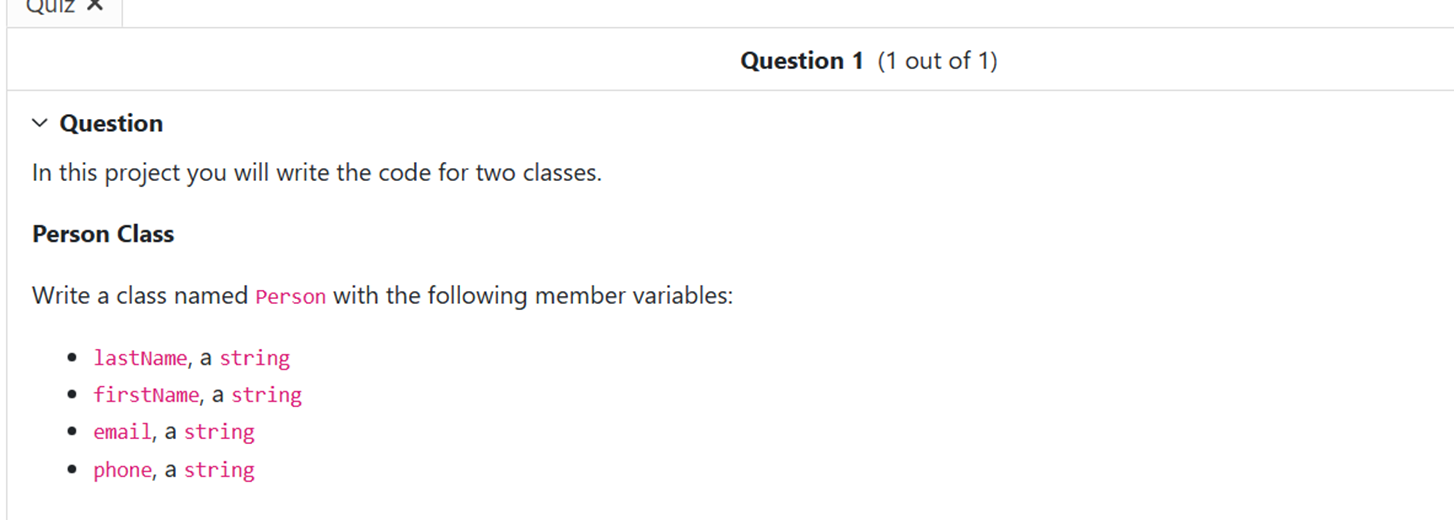 Quiz ✕
Question 1 (1 out of 1)
Question
In this project you will write the code for two classes.
Person Class
Write a class named Person with the following member variables:
• lastName, a string
• firstName, a string
• email, a string
• phone, a string